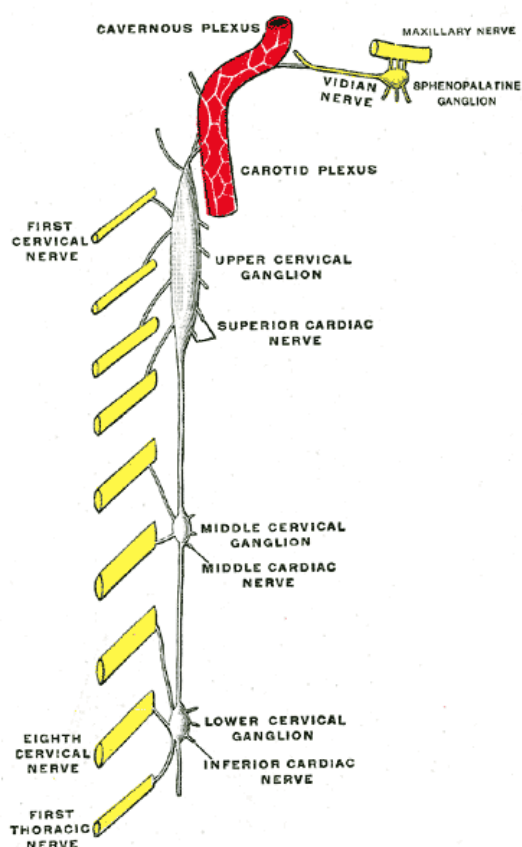 CAVERNOUS PLEXUS
MAXILLARY NERVE
VIDIAN
NERVE
SPHENOPALATINE
GANGLION
CAROTID PLEXUS
FIRST
CERVICAL
NERVE
UPPER CERVICAL
GANGLION
SUPERIOR CARDIAC
NERVE
MIDDLE CERVICAL
GANGLION
MIDDLE CARDIAC
NERVE
LOWER CERVICAL
GANGLION
EIGHTH
CERVICAL
NERVE
INFERIOR CARDIAC
NERVE
FIRST
THORACIC
NERVE